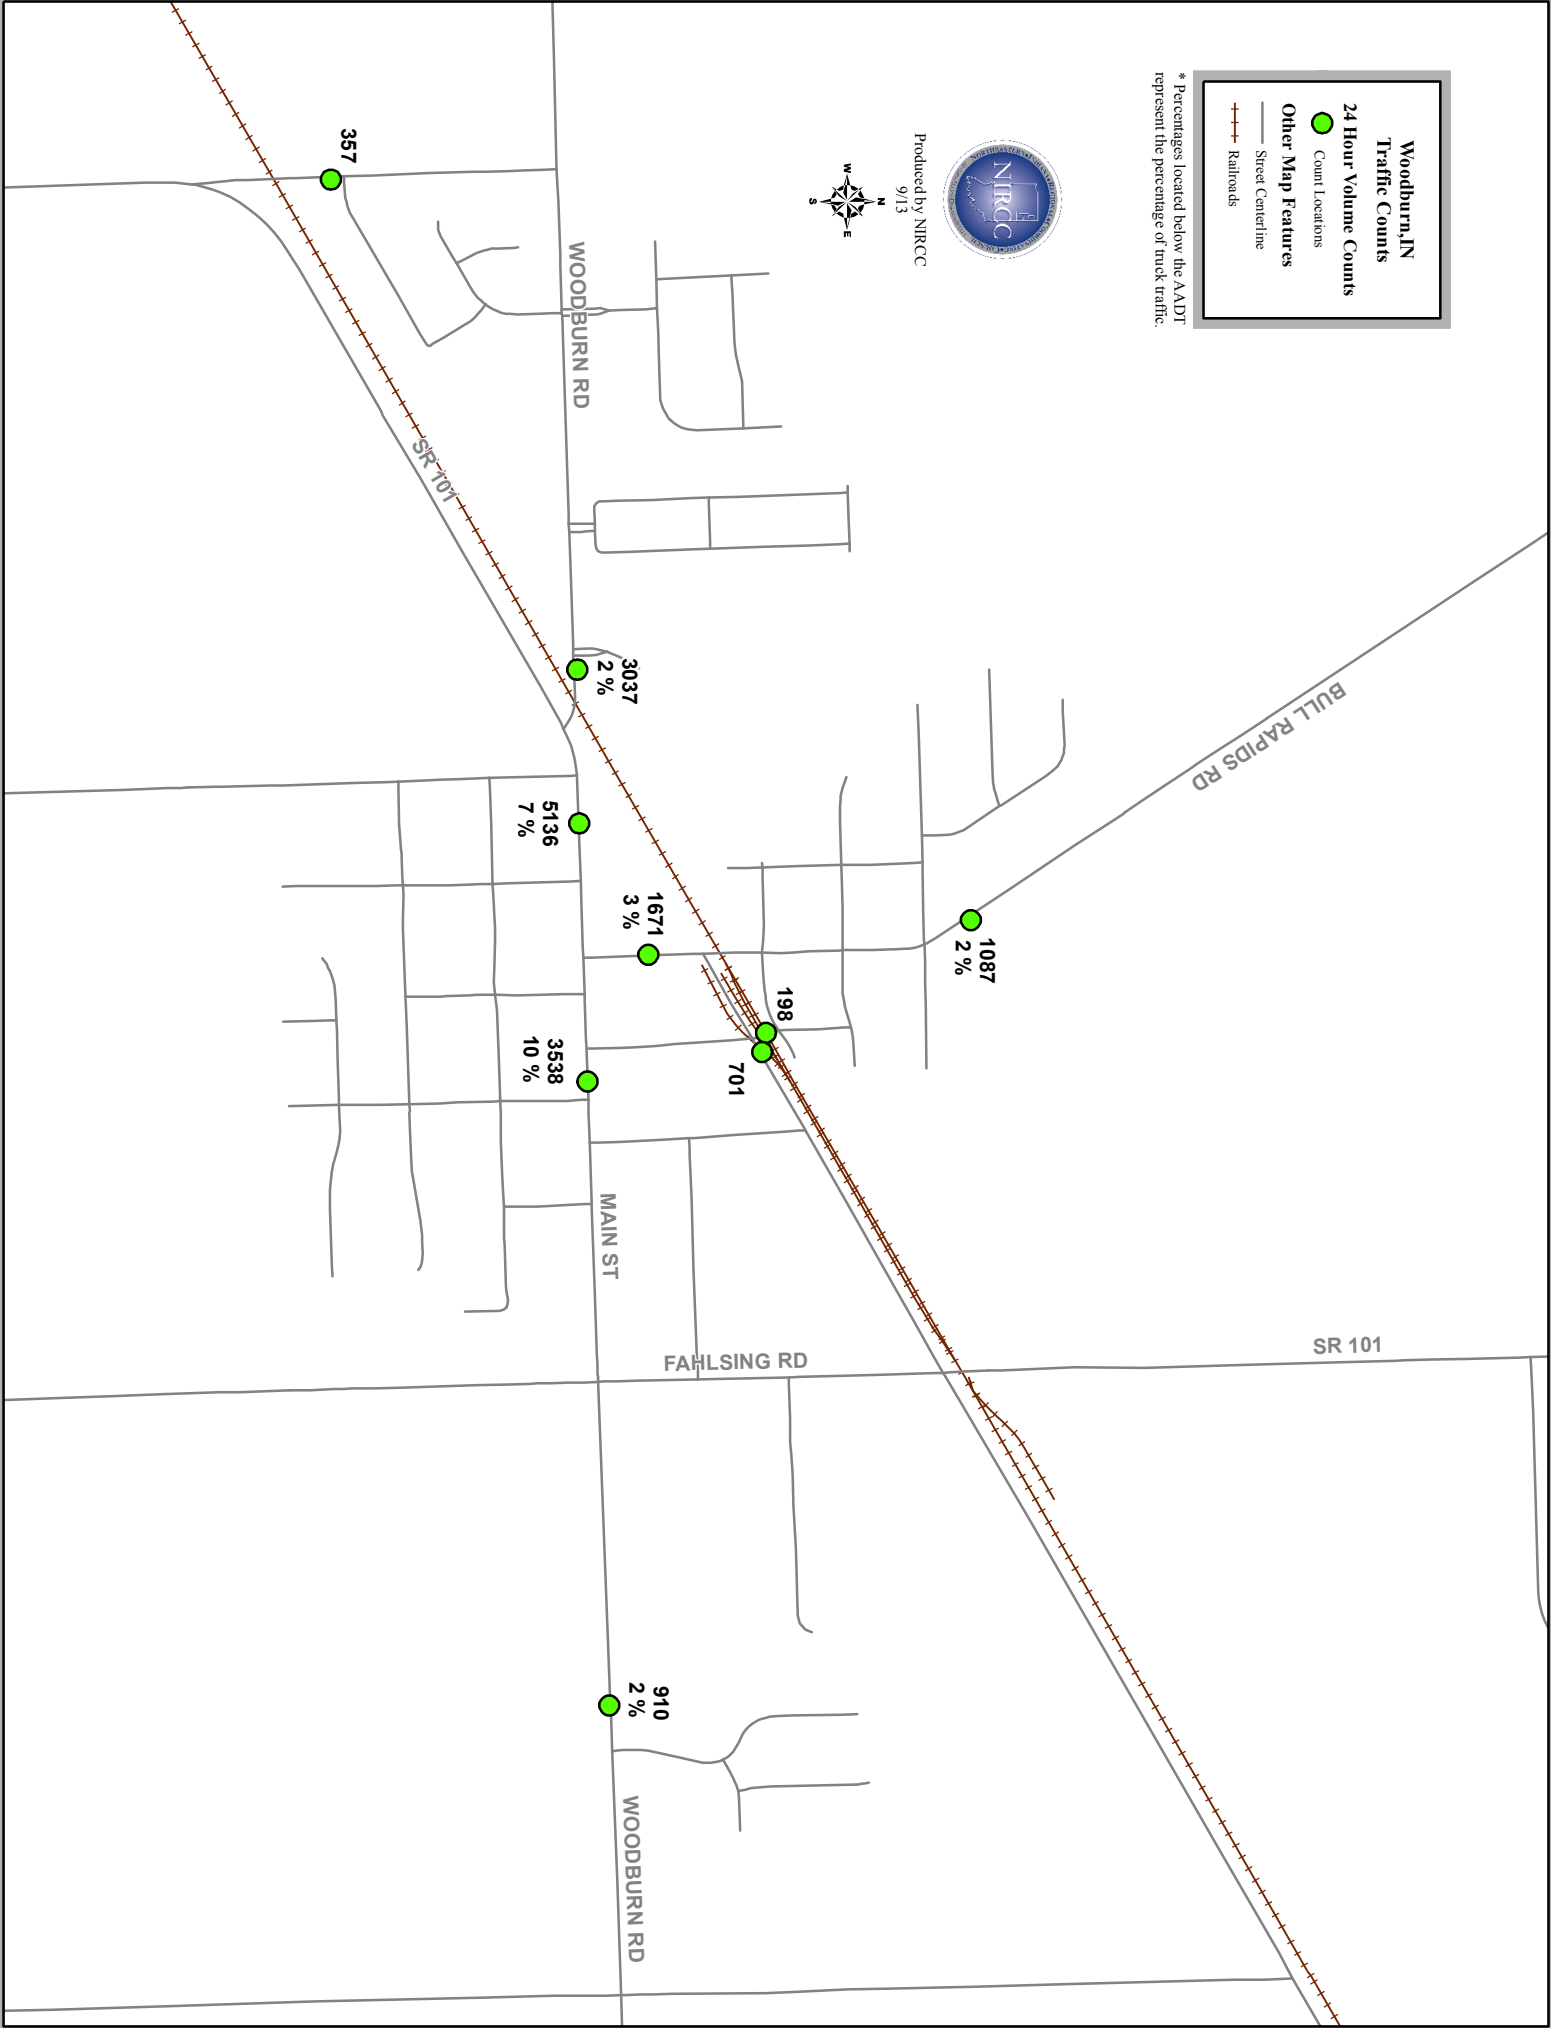 Woodburn,IN
Traffic Counts
24 Hour Volume Counts
Count Locations
Other Map Features
Street Centerline
Railroads
* Percentages located below the AADT
represent the percentage of truck traffic.
NIRCC
Produced by NIRCC
9/13
N
W
E
S
BULL RAPIDS RD
SR 101
1087
2 %
198
701
1671
3 %
FAHLSING RD
357
WOODBURN RD
SR 101
3037
2 %
5136
7 %
3538
10 %
MAIN ST
910
2 %
WOODBURN RD